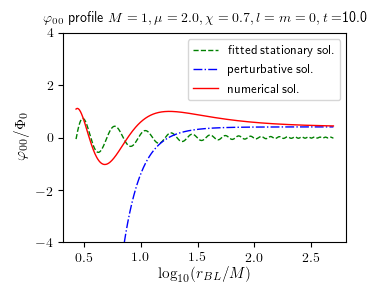 φ₀₀ profile M = 1, μ = 2.0, χ = 0.7, l = m = 0, t =10.0
fitted stationary sol.
perturbative sol.
numerical sol.
φ₀₀/Φ₀
4
2
0
−2
−4
0.5 1.0 1.5 2.0 2.5
log₁₀(r_BL/M)